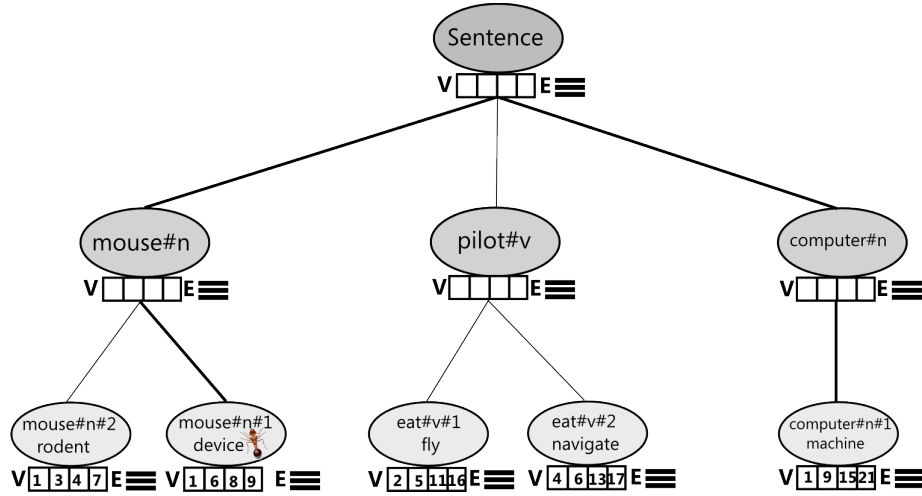 Sentence
V E
mouse#n
pilot#v
computer#n
V E
V E
V E
mouse#n#2
rodent
mouse#n#1
device
eat#v#1
fly
eat#v#2
navigate
computer#n#1
machine
V 1 3 4 7 E
V 1 6 8 9 E
V 2 5 11 16 E
V 4 6 13 17 E
V 1 9 15 21 E